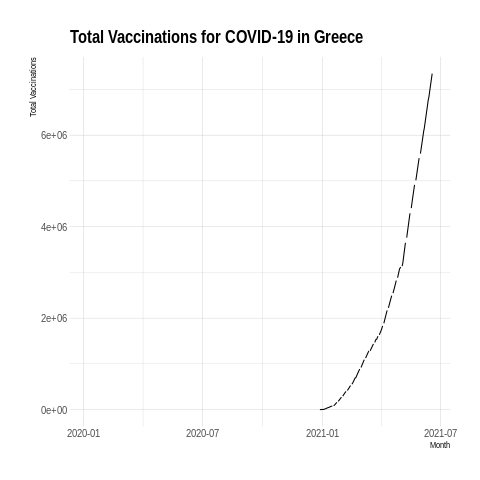 Total Vaccinations for COVID-19 in Greece
Total Vaccinations
6e+06
4e+06
2e+06
0e+00
2020-01
2020-07
2021-01
2021-07
Month